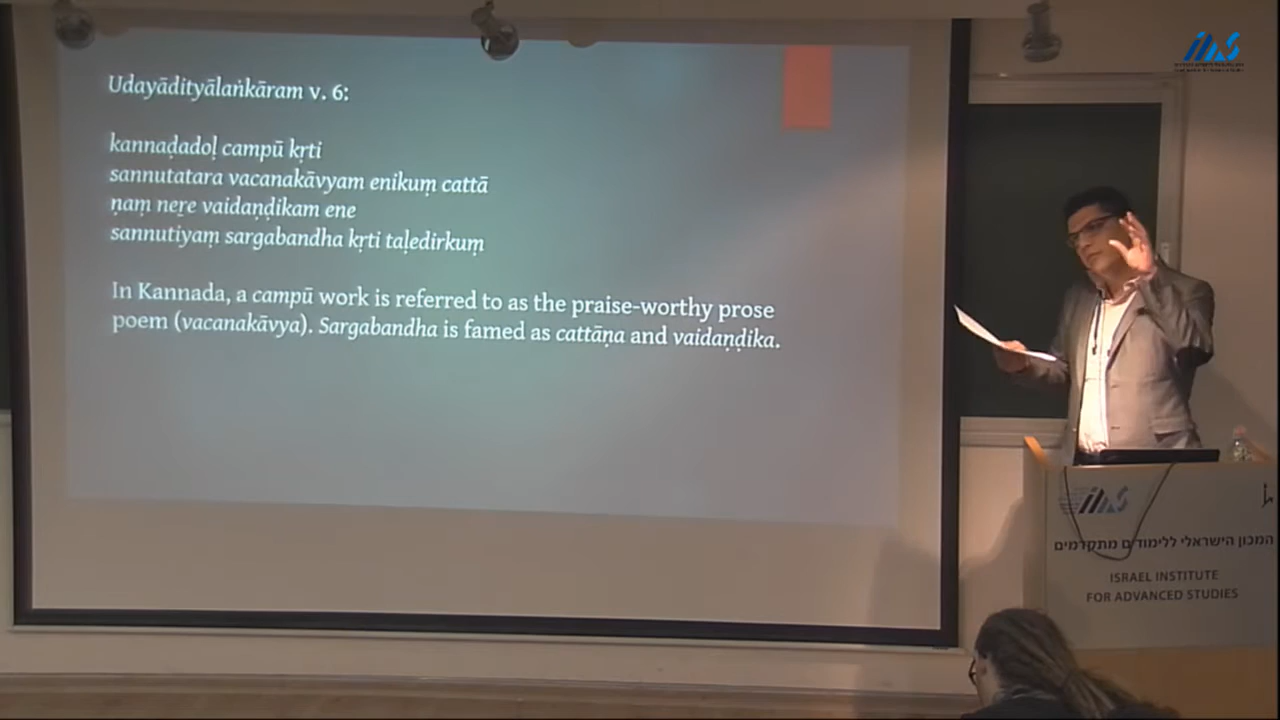 Udayādityālaṅkāram v. 6:
kannaḍadoḷ campū kṛti
sannutatara vacanakāvyam enikuṃ cattā
ṇaṃ neṟe vaidaṇḍikam ene
sannutiyaṃ sargabandha kṛti taḷedirkuṃ
In Kannada, a campū work is referred to as the praise-worthy prose
poem (vacanakāvya). Sargabandha is famed as cattāṇa and vaidaṇḍika.
iias
iias
המכון הישראלי ללימודים מתקדמים
ISRAEL INSTITUTE
FOR ADVANCED STUDIES